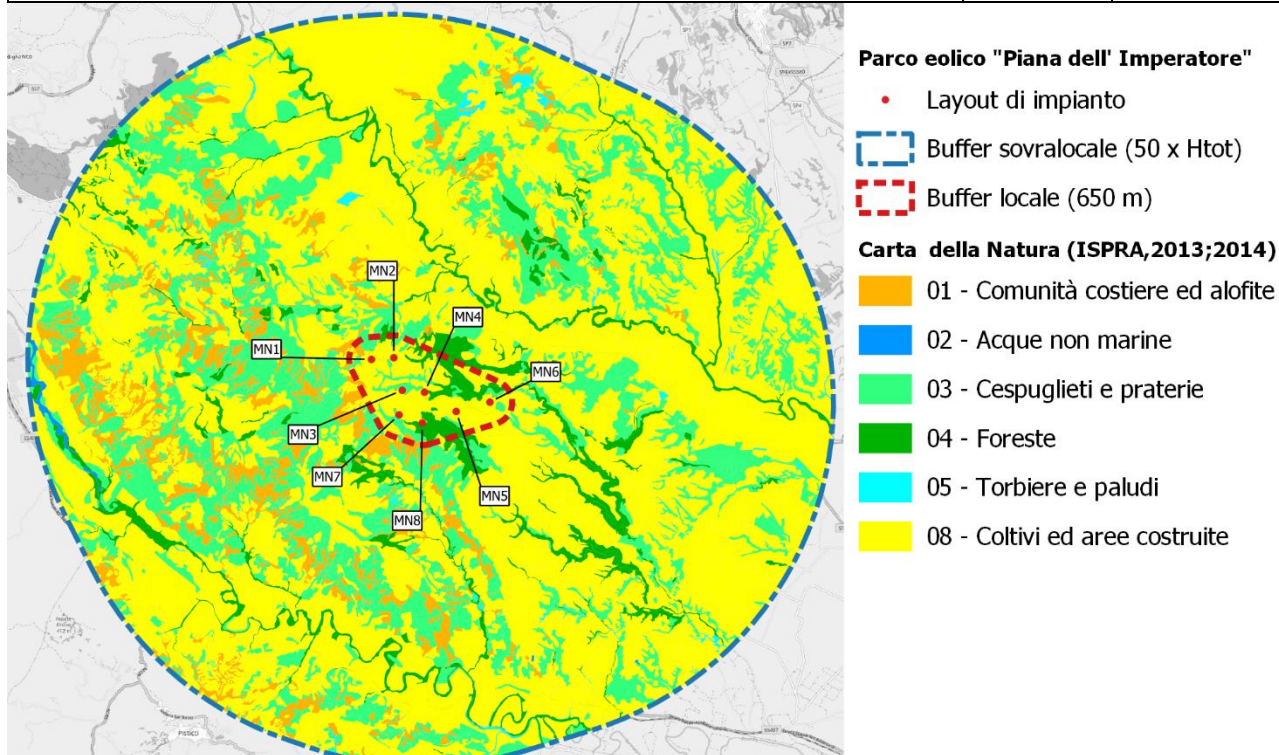 Parco eolico "Piana dell' Imperatore"
Layout di impianto
Buffer sovralocale (50 x Htot)
Buffer locale (650 m)
Carta della Natura (ISPRA,2013;2014)
01 - Comunità costiere ed alofite
02 - Acque non marine
03 - Cespuglieti e praterie
04 - Foreste
05 - Torbiere e paludi
08 - Coltivi ed aree costruite
MN2
MN4
MN1
MN6
MN3
MN7
MN5
MN8
PISTICCI